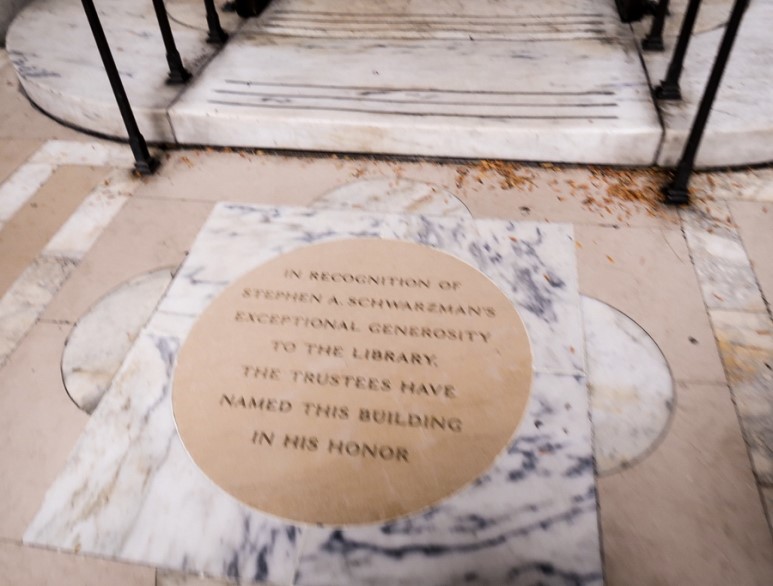 IN RECOGNITION OF
STEPHEN A. SCHWARZMAN'S
EXCEPTIONAL GENEROSITY
TO THE LIBRARY,
THE TRUSTEES HAVE
NAMED THIS BUILDING
IN HIS HONOR